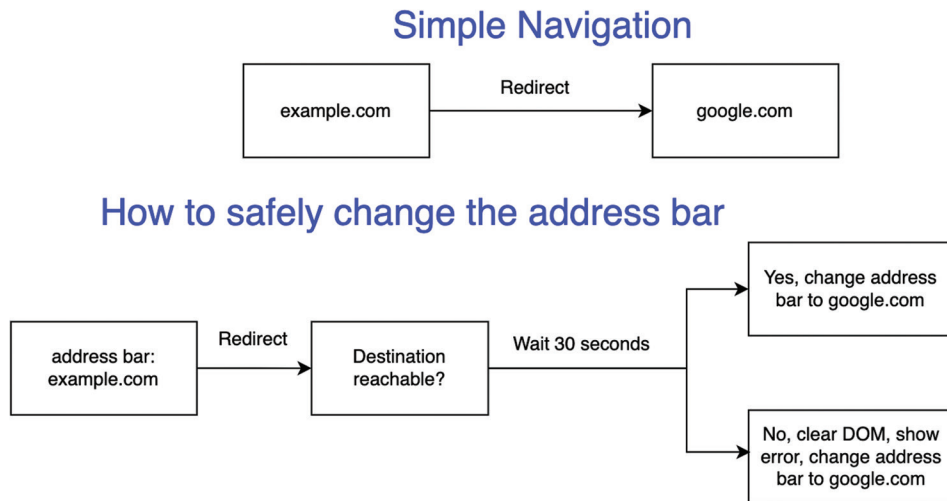 Simple Navigation
example.com
Redirect
google.com
How to safely change the address bar
address bar:
example.com
Redirect
Destination
reachable?
Wait 30 seconds
Yes, change address
bar to google.com
No, clear DOM, show
error, change address
bar to google.com